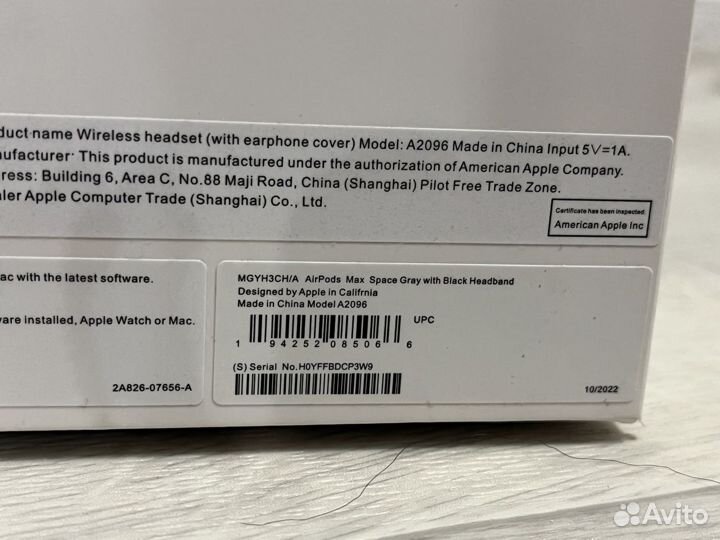 duct name Wireless headset (with earphone cover) Model: A2096 Made in China Input 5V=1A.
nufacturer· This product is manufactured under the authorization of American Apple Company.
ress: Building 6, Area C, No.88 Maji Road, China (Shanghai) Pilot Free Trade Zone.
aler Apple Computer Trade (Shanghai) Co., Ltd.
Certificate has been inspected
American Apple Inc
ac with the latest software.
vare installed, Apple Watch or Mac.
2A826-07656-A
MGYH3CH/A AirPods Max Space Gray with Black Headband
Designed by Apple in Califrnia
Made in China Model A2096
UPC
1 94252 08506 6
(S) Serial No.H0YFFBDCP3W9
10/2022
Avito